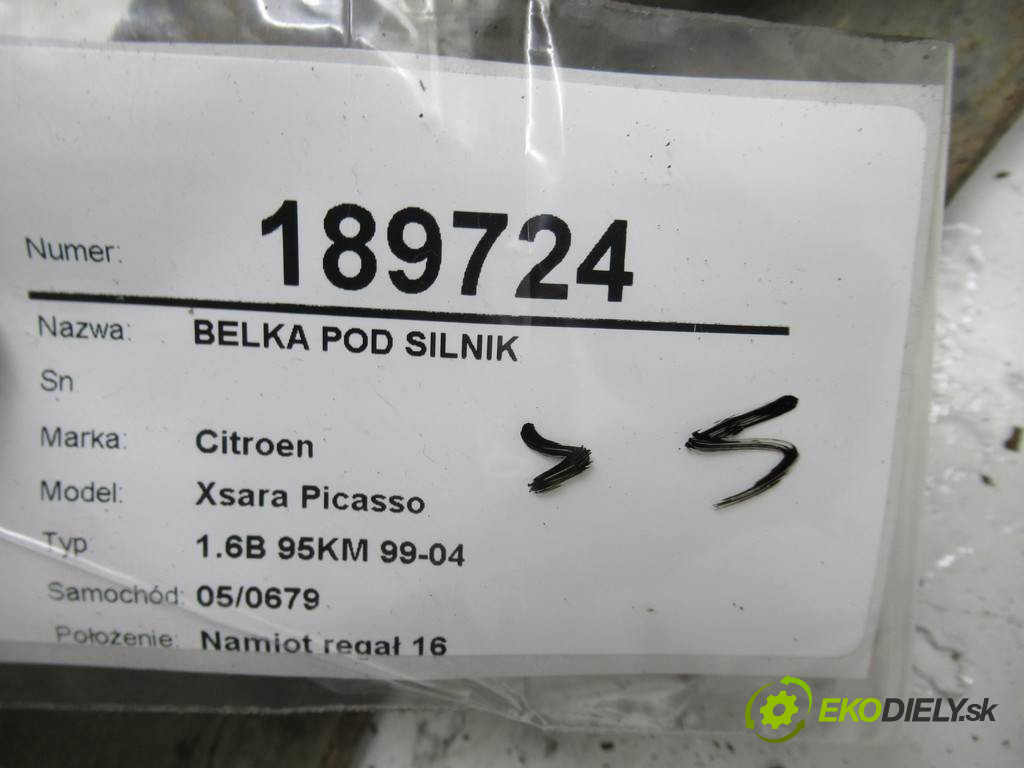 Numer: 189724
Nazwa: BELKA POD SILNIK
Sn
Marka: Citroen
Model: Xsara Picasso
Typ 1.6B 95KM 99-04
Samochód: 05/0679
Położenie: Namiot regał 16
> 5
EKODIELY.sk